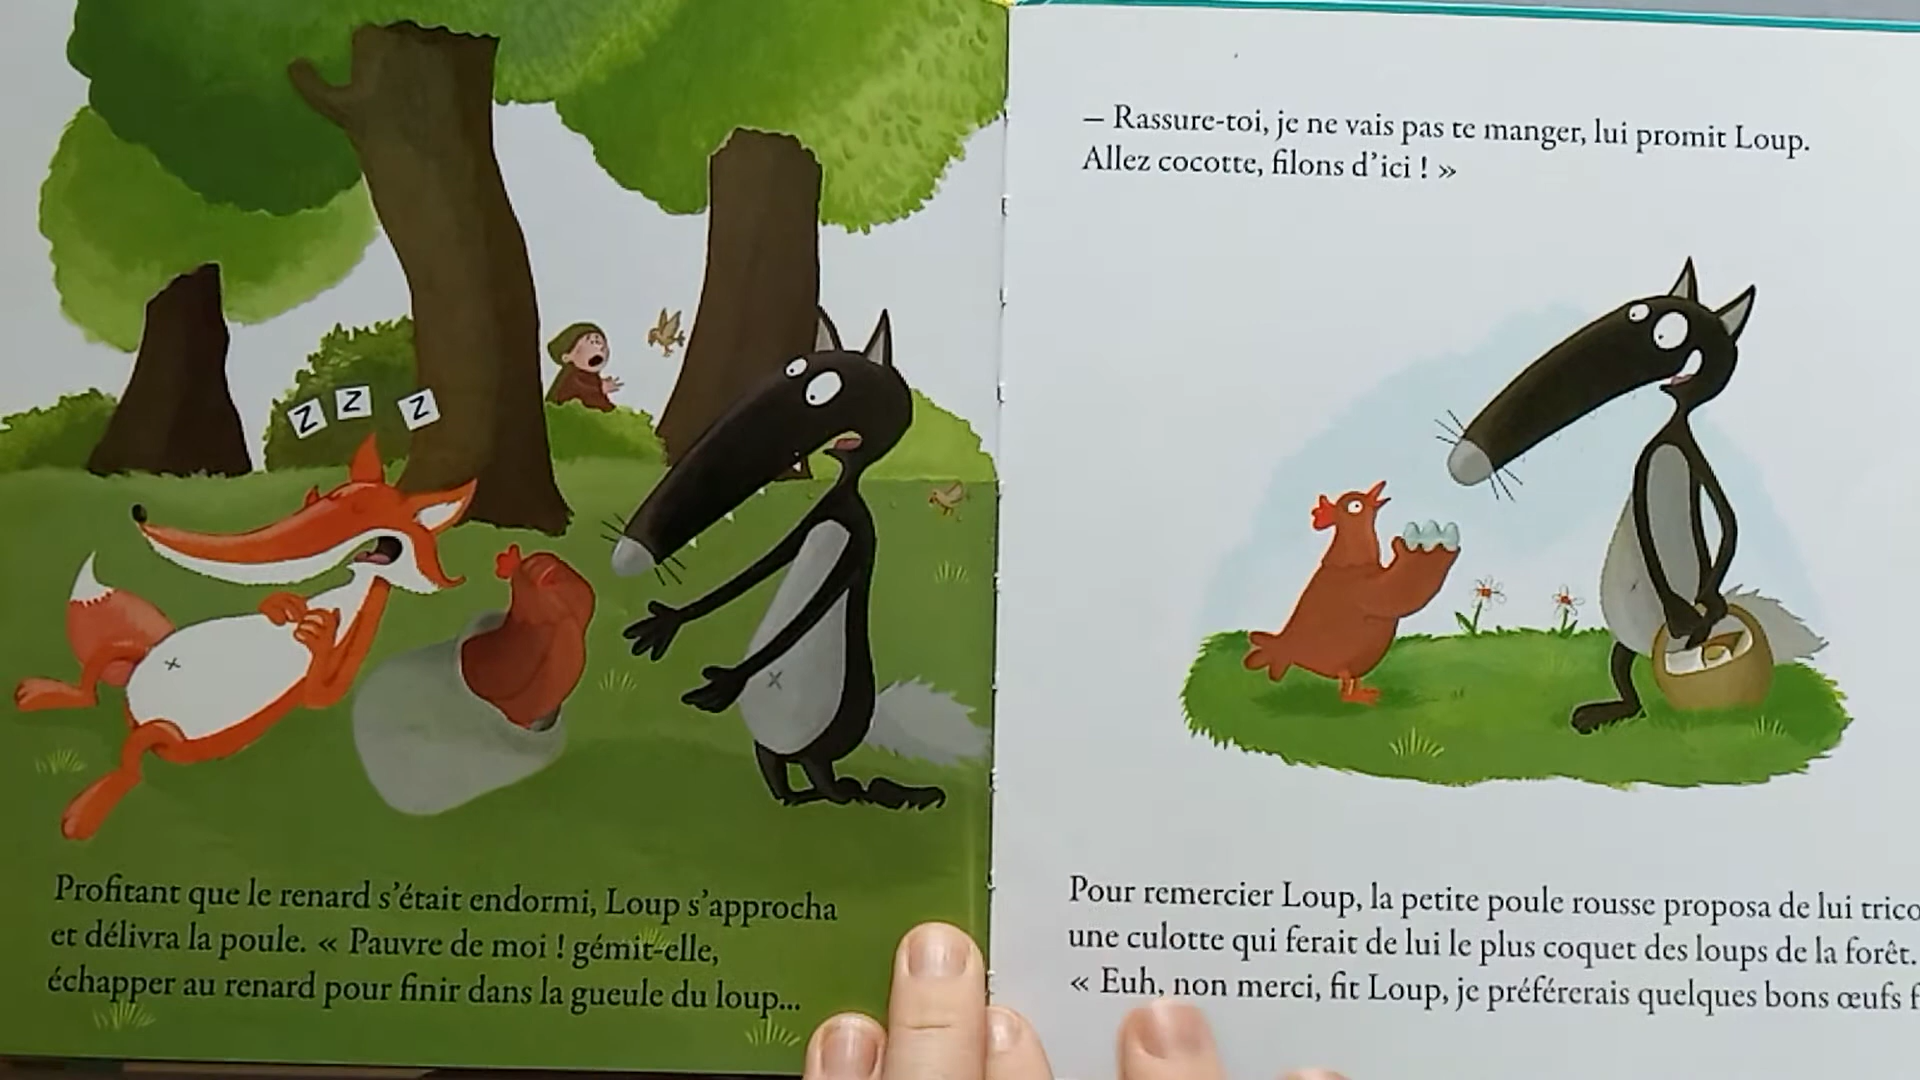 Z Z Z
Profitant que le renard s'était endormi, Loup s'approcha
et délivra la poule. « Pauvre de moi ! gémit-elle,
échapper au renard pour finir dans la gueule du loup...
– Rassure-toi, je ne vais pas te manger, lui promit Loup.
Allez cocotte, filons d'ici ! »
Pour remercier Loup, la petite poule rousse proposa de lui
une culotte qui ferait de lui le plus coquet des loups de la forêt.
« Euh, non merci, fit Loup, je préférerais quelques bons œufs